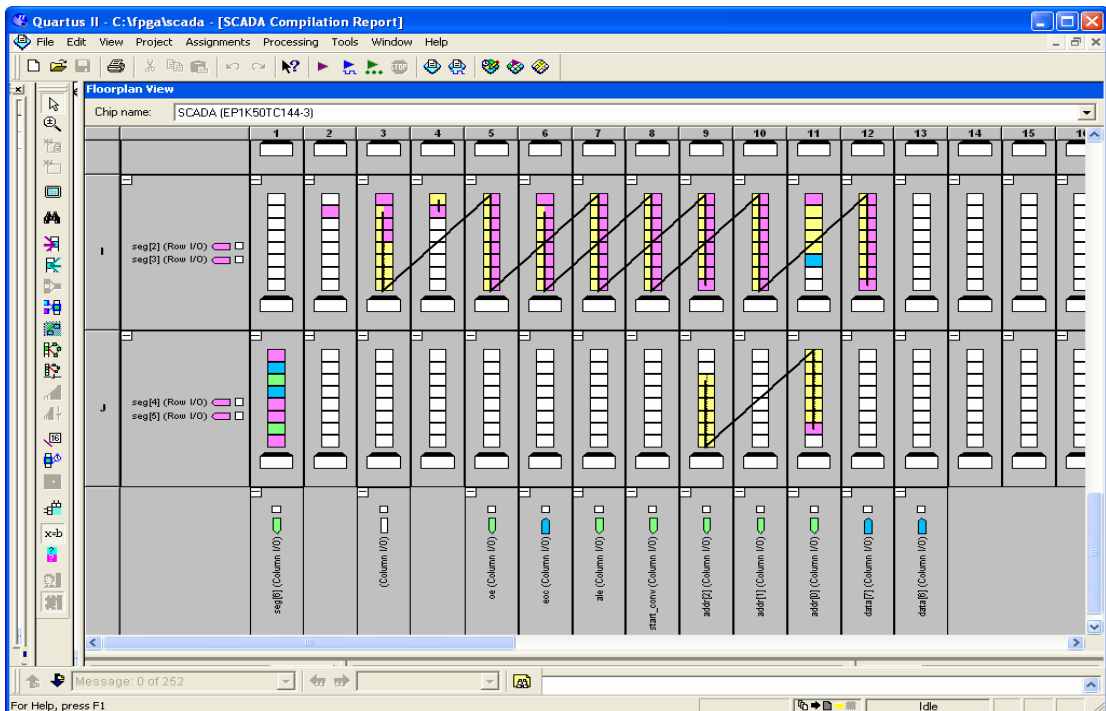 Quartus II - C:\fpga\scada - [SCADA Compilation Report]
File Edit View Project Assignments Processing Tools Window Help
Floorplan View
Chip name: SCADA (EP1K50TC144-3)
1 2 3 4 5 6 7 8 9 10 11 12 13 14 15
I
seg[2] (Row I/O)
seg[3] (Row I/O)
J
seg[4] (Row I/O)
seg[5] (Row I/O)
seg[6] (Column I/O)
(Column I/O)
oe (Column I/O)
eoc (Column I/O)
ale (Column I/O)
start_conv (Column I/O)
addr[2] (Column I/O)
addr[1] (Column I/O)
addr[0] (Column I/O)
data[7] (Column I/O)
data[6] (Column I/O)
x=b
16
Message: 0 of 252
For Help, press F1
Idle